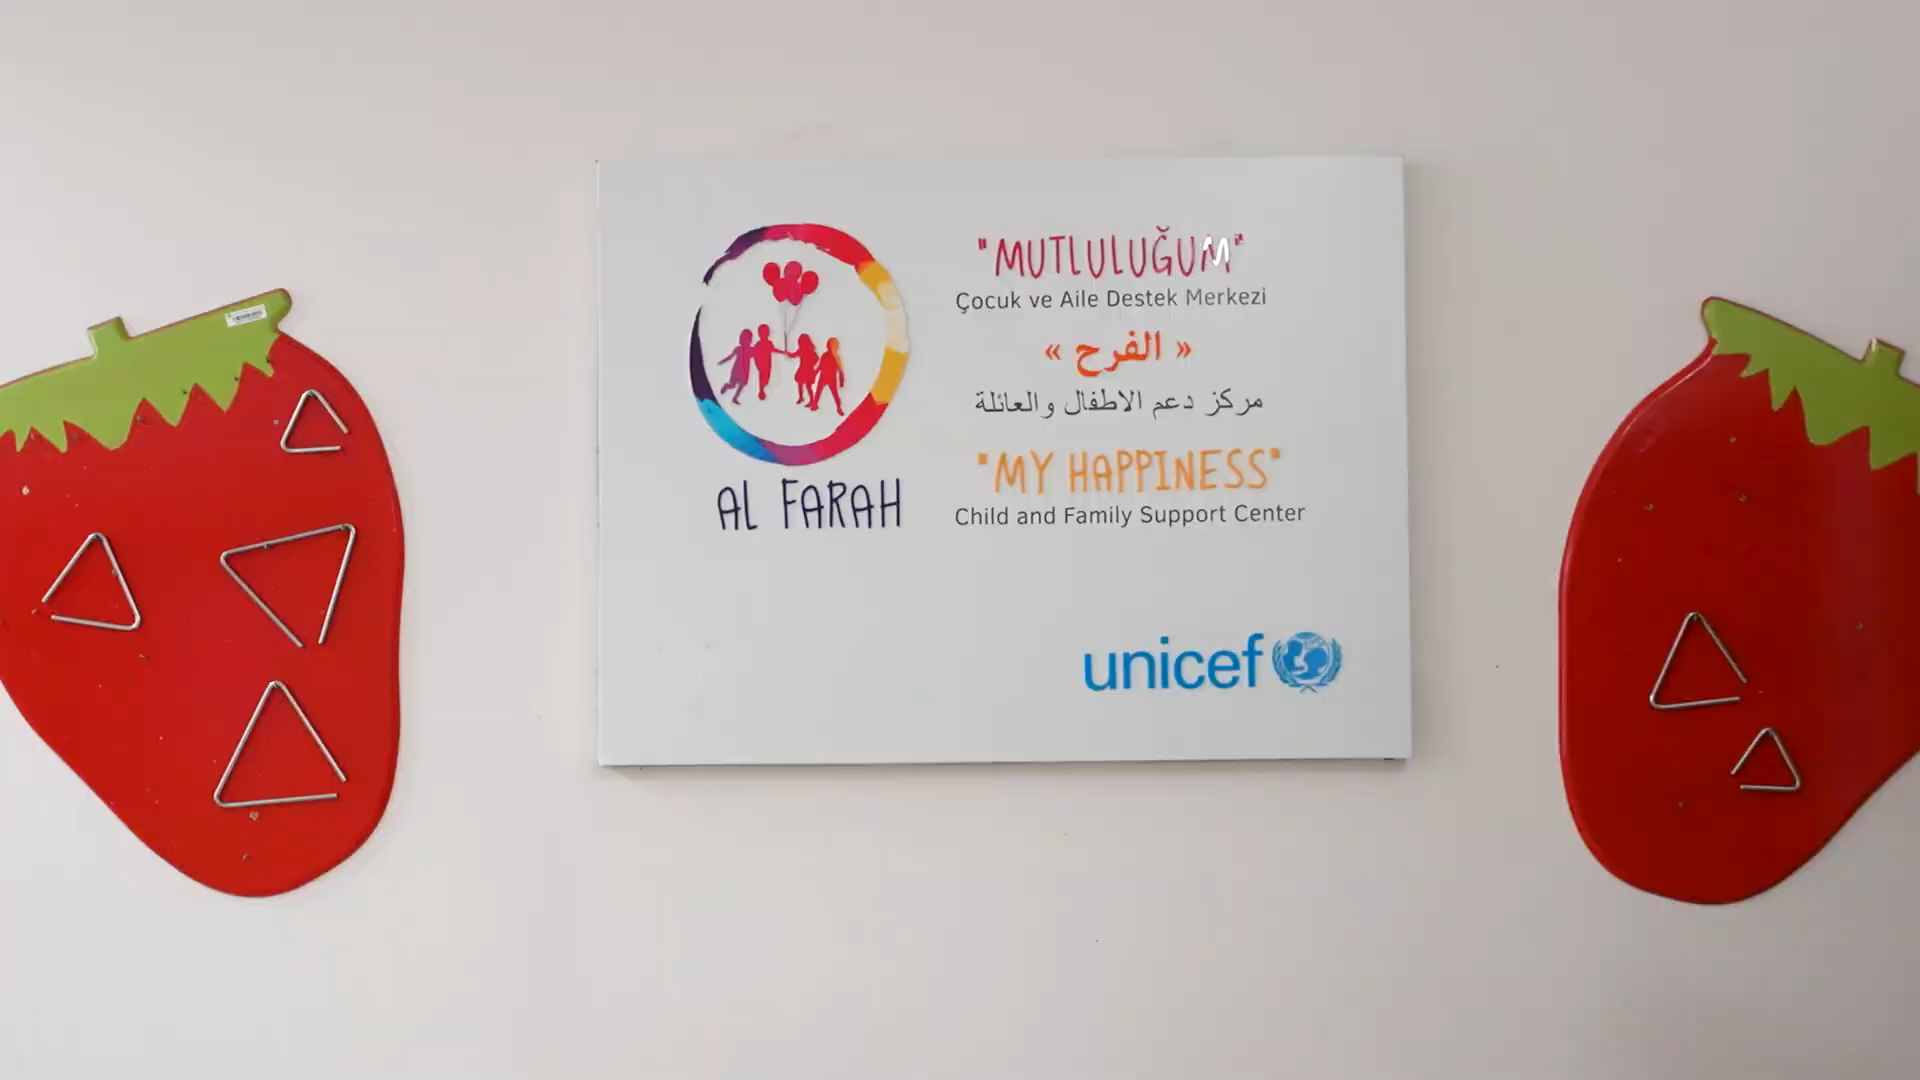 AL FARAH
"MUTLULUĞUM"
Çocuk ve Aile Destek Merkezi
« الفرح »
مركز دعم الاطفال والعائلة
"MY HAPPINESS"
Child and Family Support Center
unicef